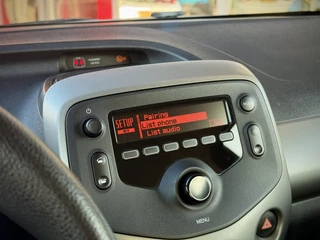 SETUP
Pairing
List phone
List audio
MENU